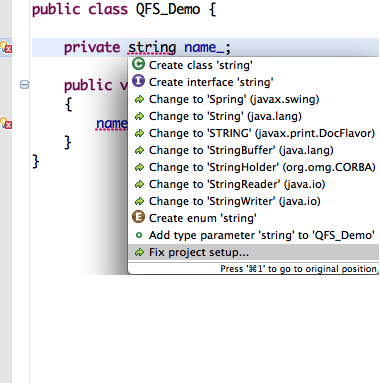 public class QFS_Demo {
private string name_;
public v
{
name
}
}
Create class 'string'
Create interface 'string'
Change to 'Spring' (javax.swing)
Change to 'String' (java.lang)
Change to 'STRING' (javax.print.DocFlavor)
Change to 'StringBuffer' (java.lang)
Change to 'StringHolder' (org.omg.CORBA)
Change to 'StringReader' (java.io)
Change to 'StringWriter' (java.io)
Create enum 'string'
Add type parameter 'string' to 'QFS_Demo'
Fix project setup...
Press '⌘1' to go to original position